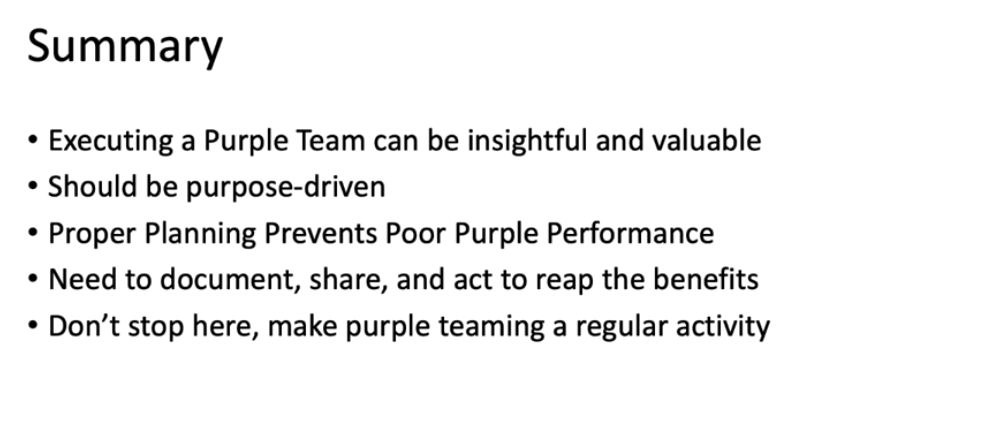 Summary
• Executing a Purple Team can be insightful and valuable
• Should be purpose-driven
• Proper Planning Prevents Poor Purple Performance
• Need to document, share, and act to reap the benefits
• Don’t stop here, make purple teaming a regular activity